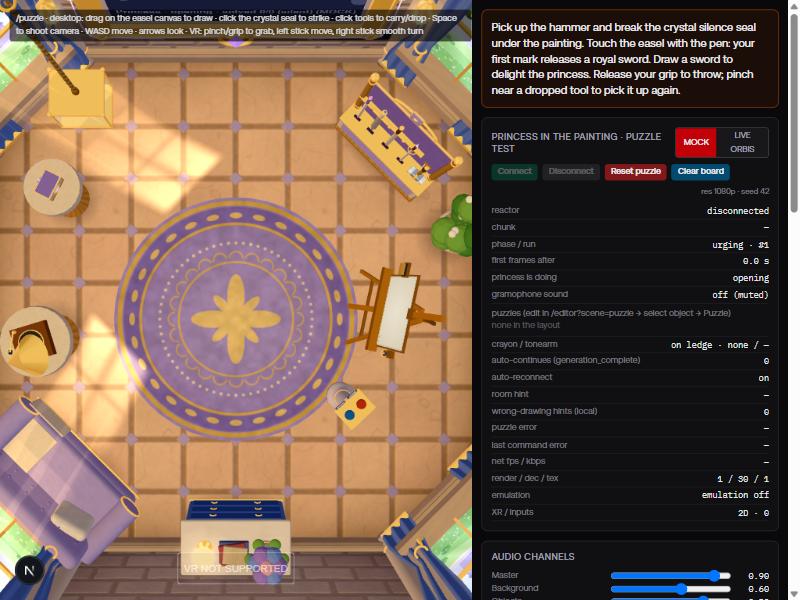 /puzzle · desktop: drag on the easel canvas to draw · click the crystal seal to strike · click tools to carry/drop · Space
to shoot camera · WASD move · arrows look · VR: pinch/grip to grab, left stick move, right stick smooth turn
VR NOT SUPPORTED
N
Pick up the hammer and break the crystal silence seal
under the painting. Touch the easel with the pen: your
first mark releases a royal sword. Draw a sword to
delight the princess. Release your grip to throw; pinch
near a dropped tool to pick it up again.
PRINCESS IN THE PAINTING · PUZZLE
TEST
MOCK
LIVE
ORBIS
Connect
Disconnect
Reset puzzle
Clear board
res 1080p · seed 42
reactor disconnected
chunk –
phase / run urging · #1
first frames after 0.0 s
princess is doing opening
gramophone sound off (muted)
puzzles (edit in /editor?scene=puzzle → select object → Puzzle)
none in the layout
crayon / tonearm on ledge · none / –
auto-continues (generation_complete) 0
auto-reconnect on
room hint –
wrong-drawing hints (local) 0
puzzle error –
last command error –
net fps / kbps –
render / dec / tex 1 / 30 / 1
emulation emulation off
XR / inputs 2D · 0
AUDIO CHANNELS
Master 0.90
Background 0.60